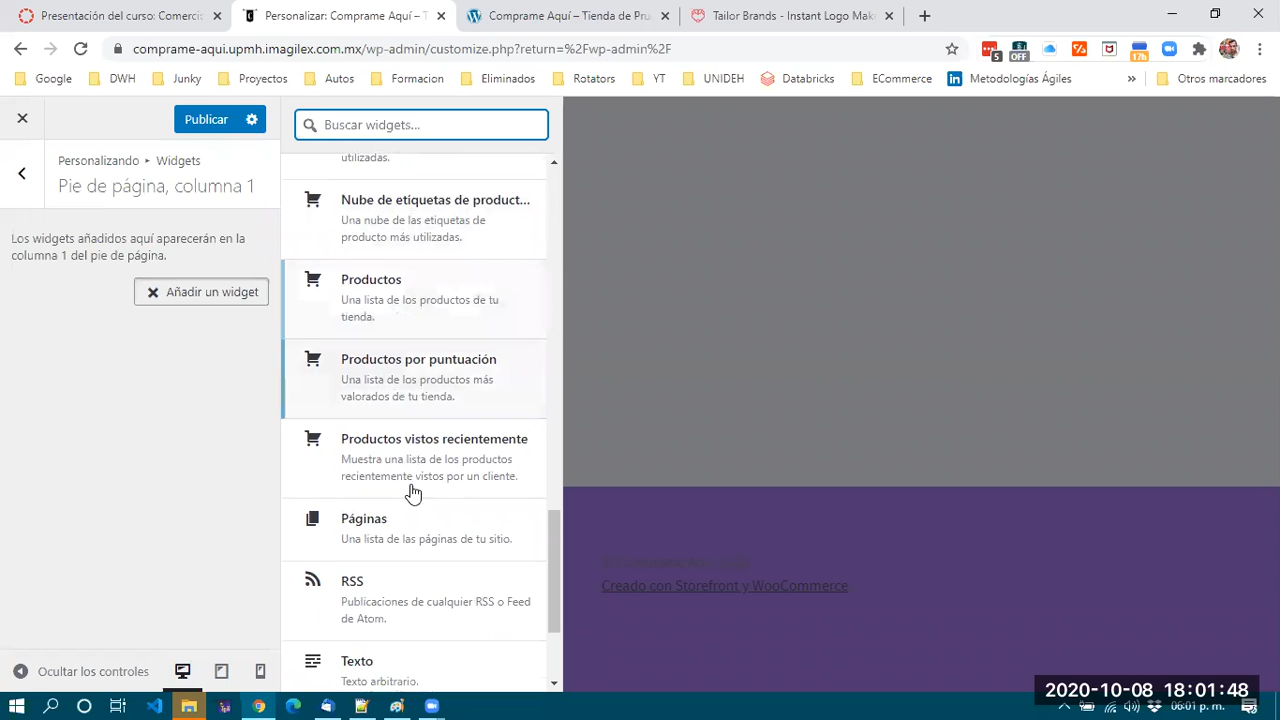 Presentación del curso: Comerci
Personalizar: Comprame Aquí – T
Comprame Aquí – Tienda de Pru
Tailor Brands - Instant Logo Mak
comprame-aqui.upmh.imagilex.com.mx/wp-admin/customize.php?return=%2Fwp-admin%2F
5
OFF
17h
Google
DWH
Junky
Proyectos
Autos
Formacion
Eliminados
Rotators
YT
UNIDEH
Databricks
ECommerce
Metodologías Ágiles
»
Otros marcadores
Publicar
Personalizando ▸ Widgets
Pie de página, columna 1
Los widgets añadidos aquí aparecerán en la
columna 1 del pie de página.
Añadir un widget
Ocultar los controles
Buscar widgets...
utilizadas.
Nube de etiquetas de product...
Una nube de las etiquetas de
producto más utilizadas.
Productos
Una lista de los productos de tu
tienda.
Productos por puntuación
Una lista de los productos más
valorados de tu tienda.
Productos vistos recientemente
Muestra una lista de los productos
recientemente vistos por un cliente.
Páginas
Una lista de las páginas de tu sitio.
RSS
Publicaciones de cualquier RSS o Feed
de Atom.
Texto
Texto arbitrario.
Creado con Storefront y WooCommerce
2020-10-08 18:01:48
06:01 p. m.